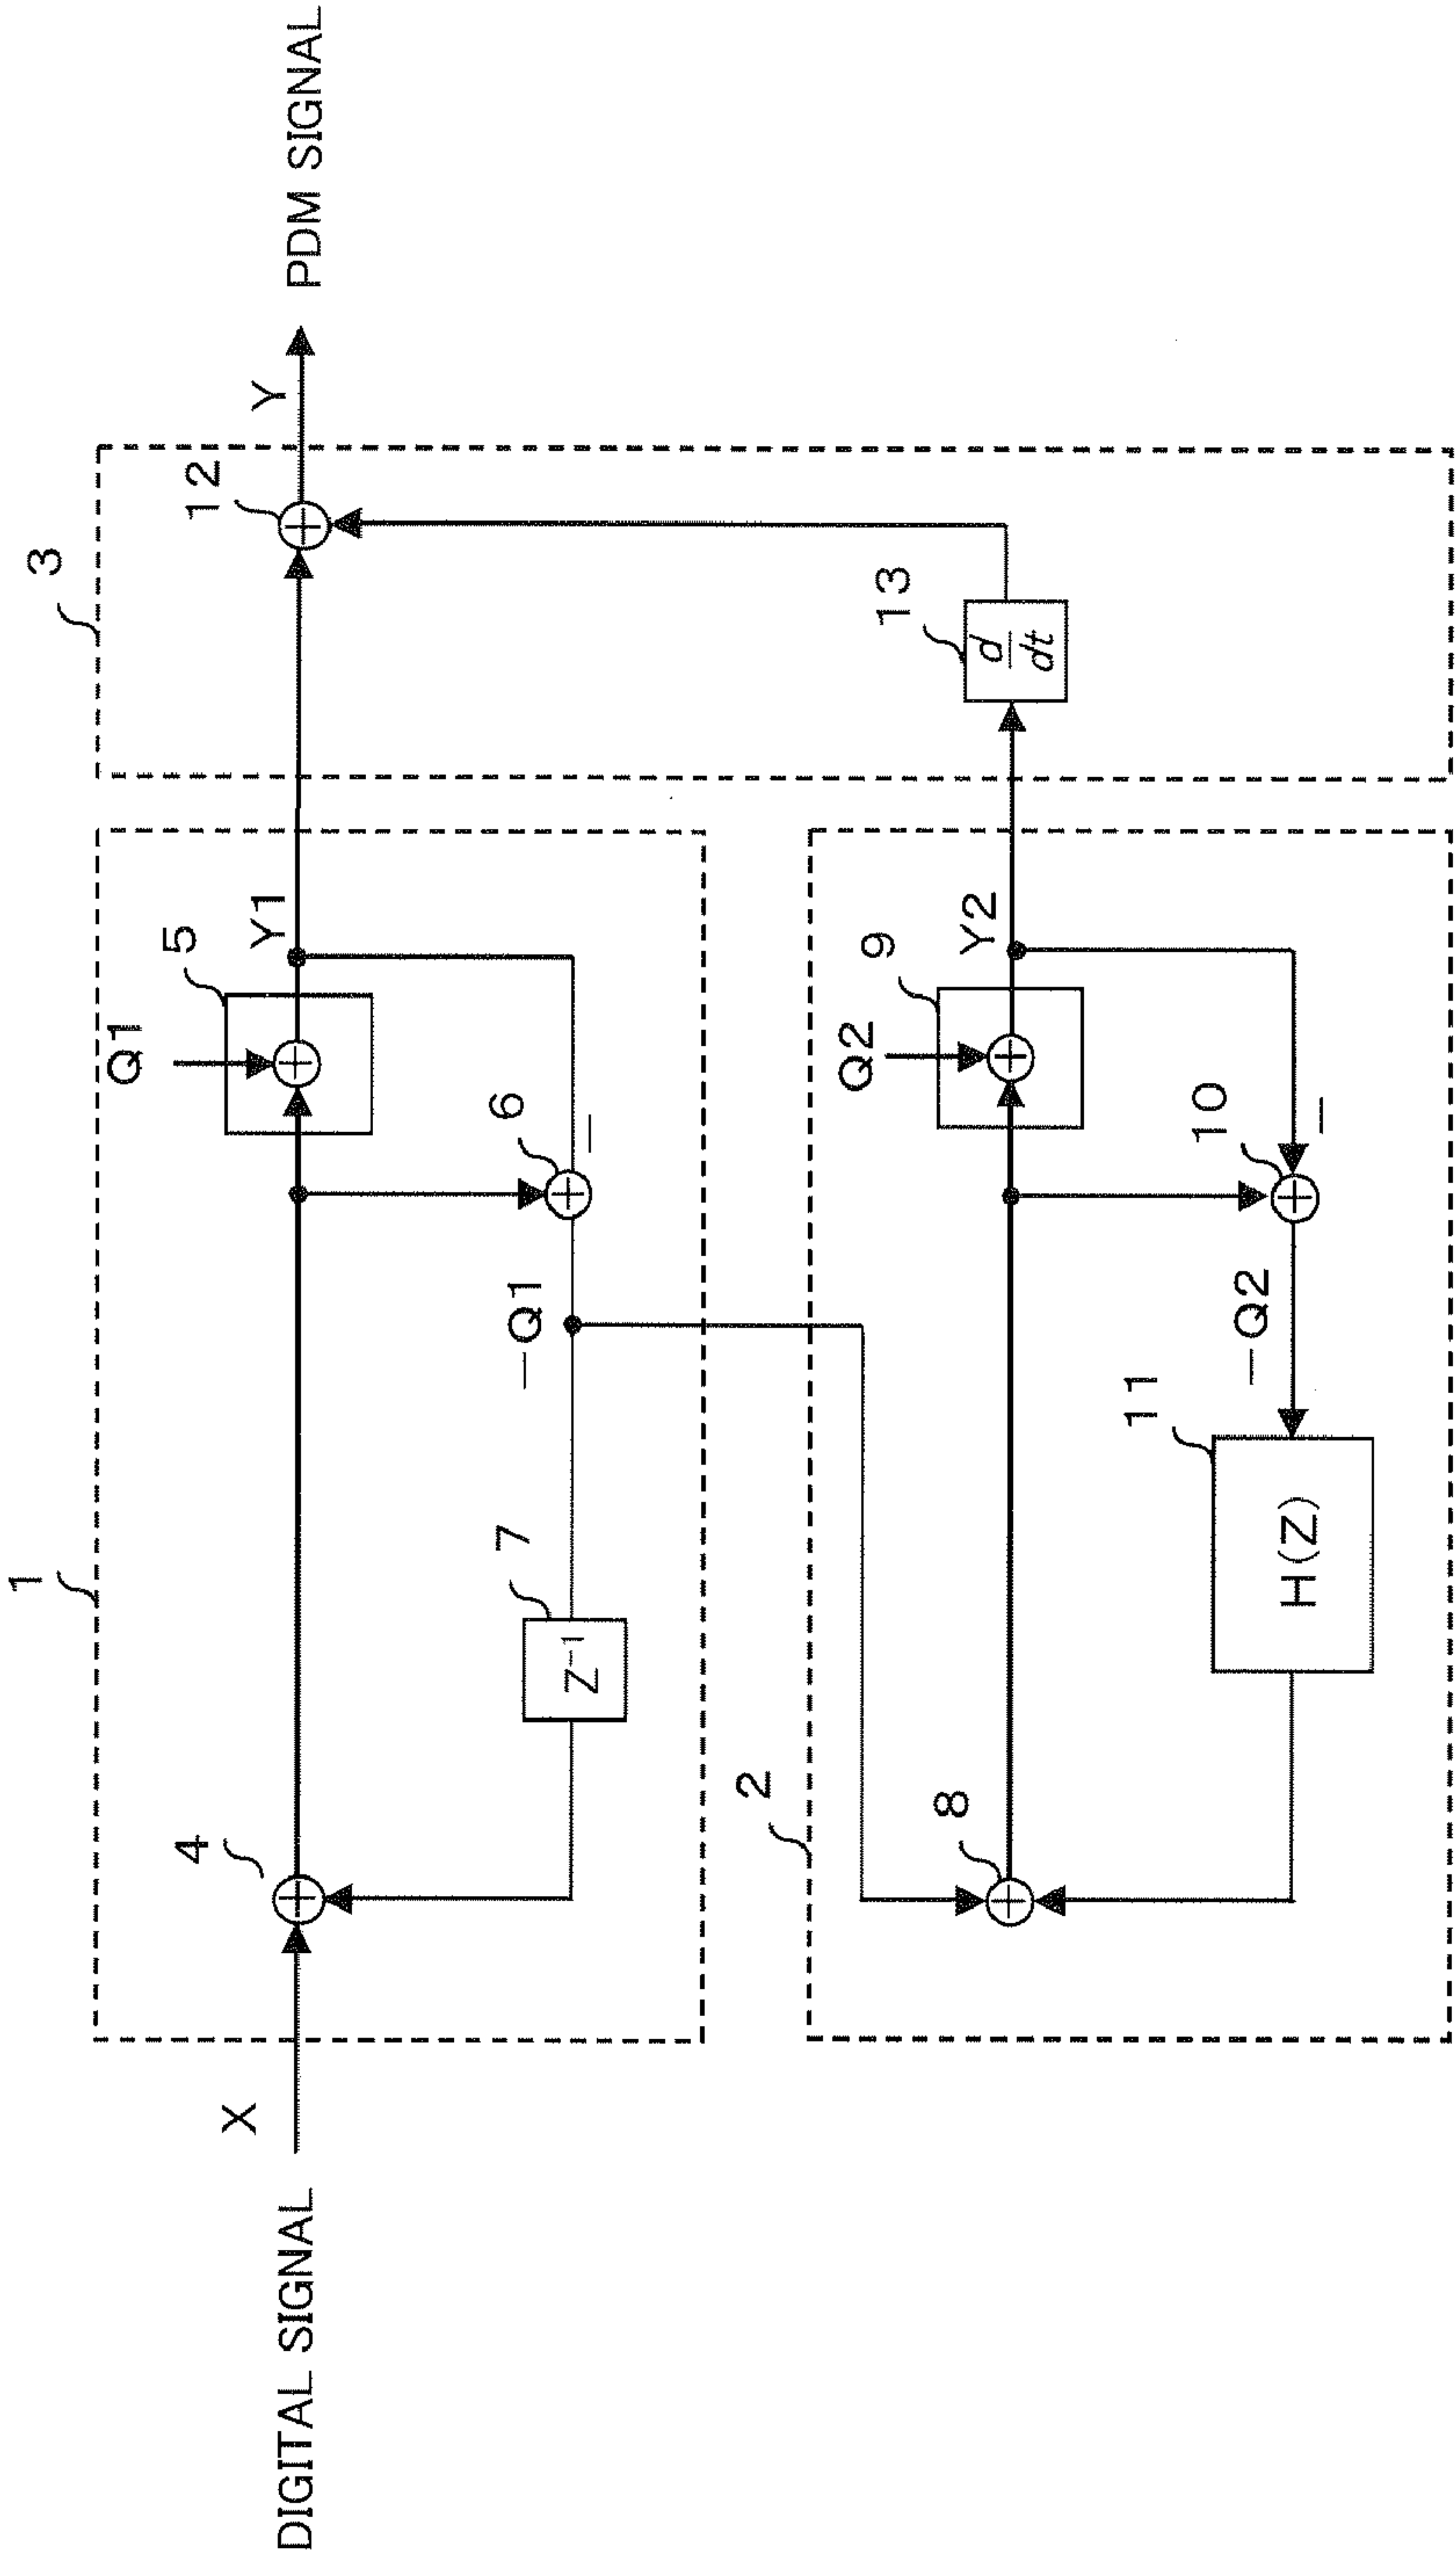 DIGITAL SIGNAL
X
1
4
7
Z⁻¹
−Q1
6
−
Q1
5
Y1
2
8
11
H(Z)
−Q2
10
−
Q2
9
Y2
3
13
d
dt
12
Y
PDM SIGNAL